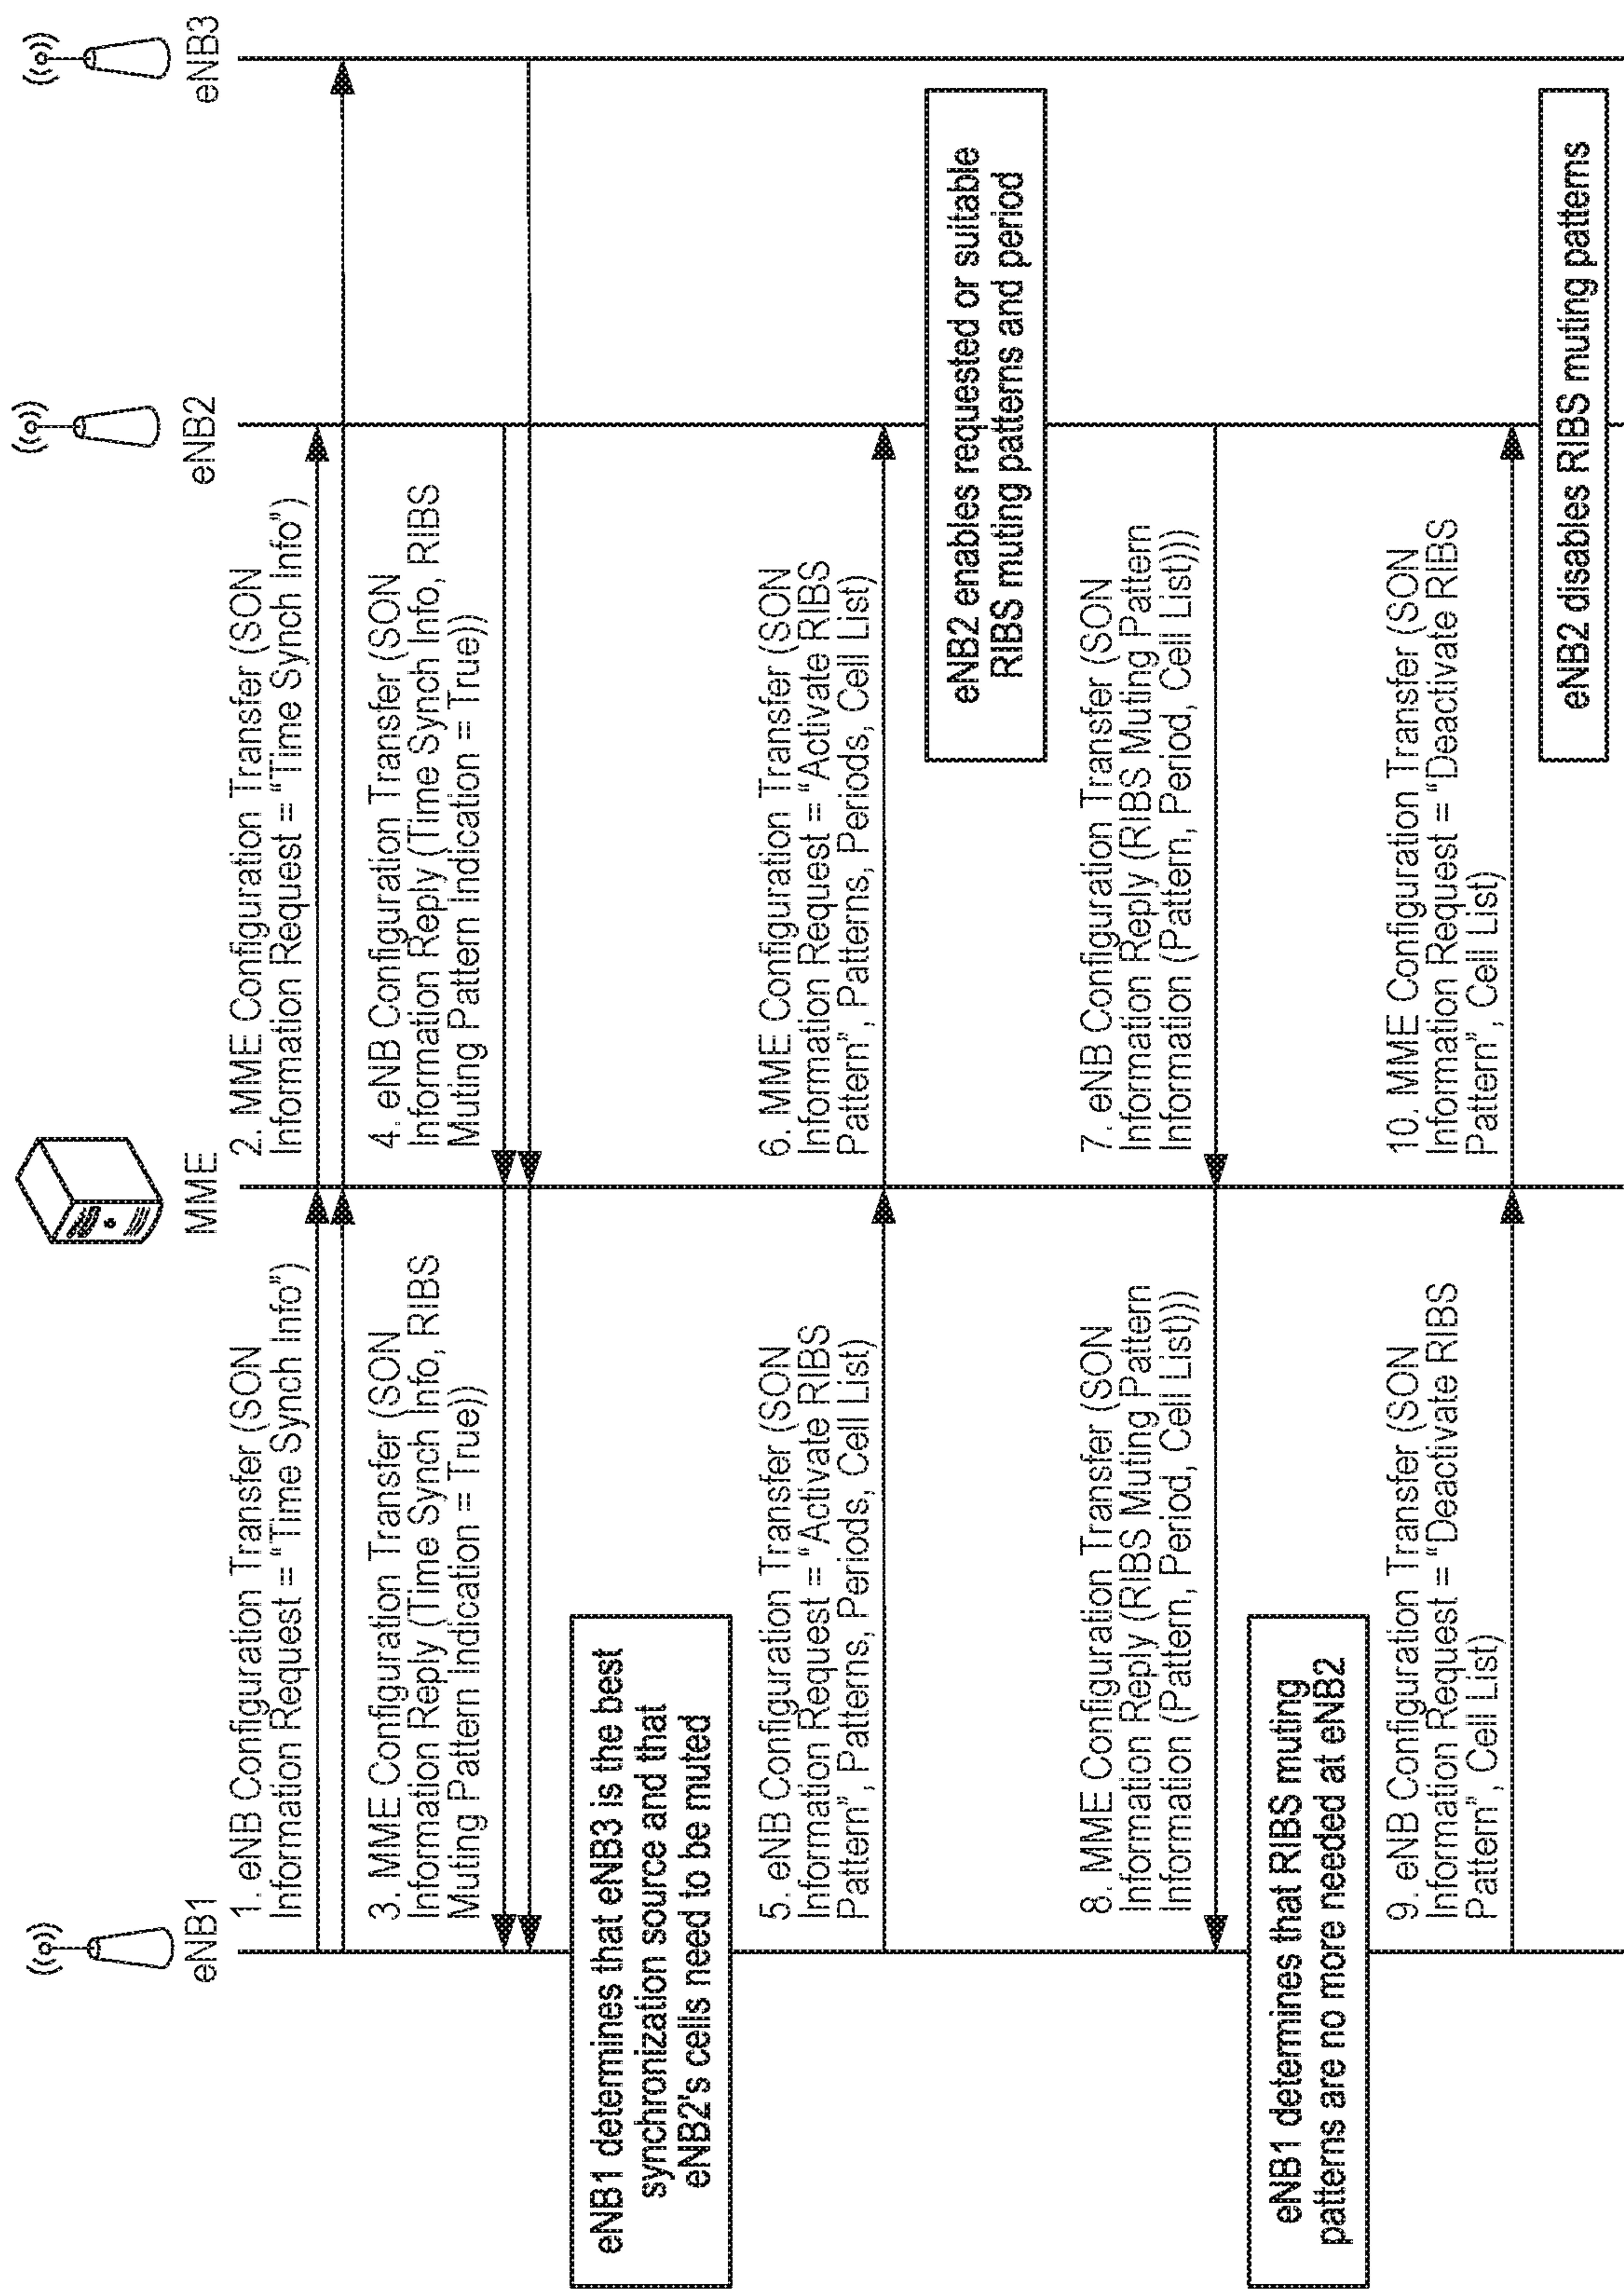 eNB1
MME
eNB2
eNB3
1. eNB Configuration Transfer (SON
Information Request = “Time Synch Info”)
2. MME Configuration Transfer (SON
Information Request = “Time Synch Info”)
3. MME Configuration Transfer (SON
Information Reply (Time Synch Info, RIBS
Muting Pattern Indication = True))
4. eNB Configuration Transfer (SON
Information Reply (Time Synch Info, RIBS
Muting Pattern Indication = True))
eNB1 determines that eNB3 is the best
synchronization source and that
eNB2's cells need to be muted
5. eNB Configuration Transfer (SON
Information Request = “Activate RIBS
Pattern”, Patterns, Periods, Cell List)
6. MME Configuration Transfer (SON
Information Request = “Activate RIBS
Pattern”, Patterns, Periods, Cell List)
eNB2 enables requested or suitable
RIBS muting patterns and period
8. MME Configuration Transfer (SON
Information Reply (RIBS Muting Pattern
Information (Pattern, Period, Cell List)))
7. eNB Configuration Transfer (SON
Information Reply (RIBS Muting Pattern
Information (Pattern, Period, Cell List)))
eNB1 determines that RIBS muting
patterns are no more needed at eNB2
9. eNB Configuration Transfer (SON
Information Request = “Deactivate RIBS
Pattern”, Cell List)
10. MME Configuration Transfer (SON
Information Request = “Deactivate RIBS
Pattern”, Cell List)
eNB2 disables RIBS muting patterns